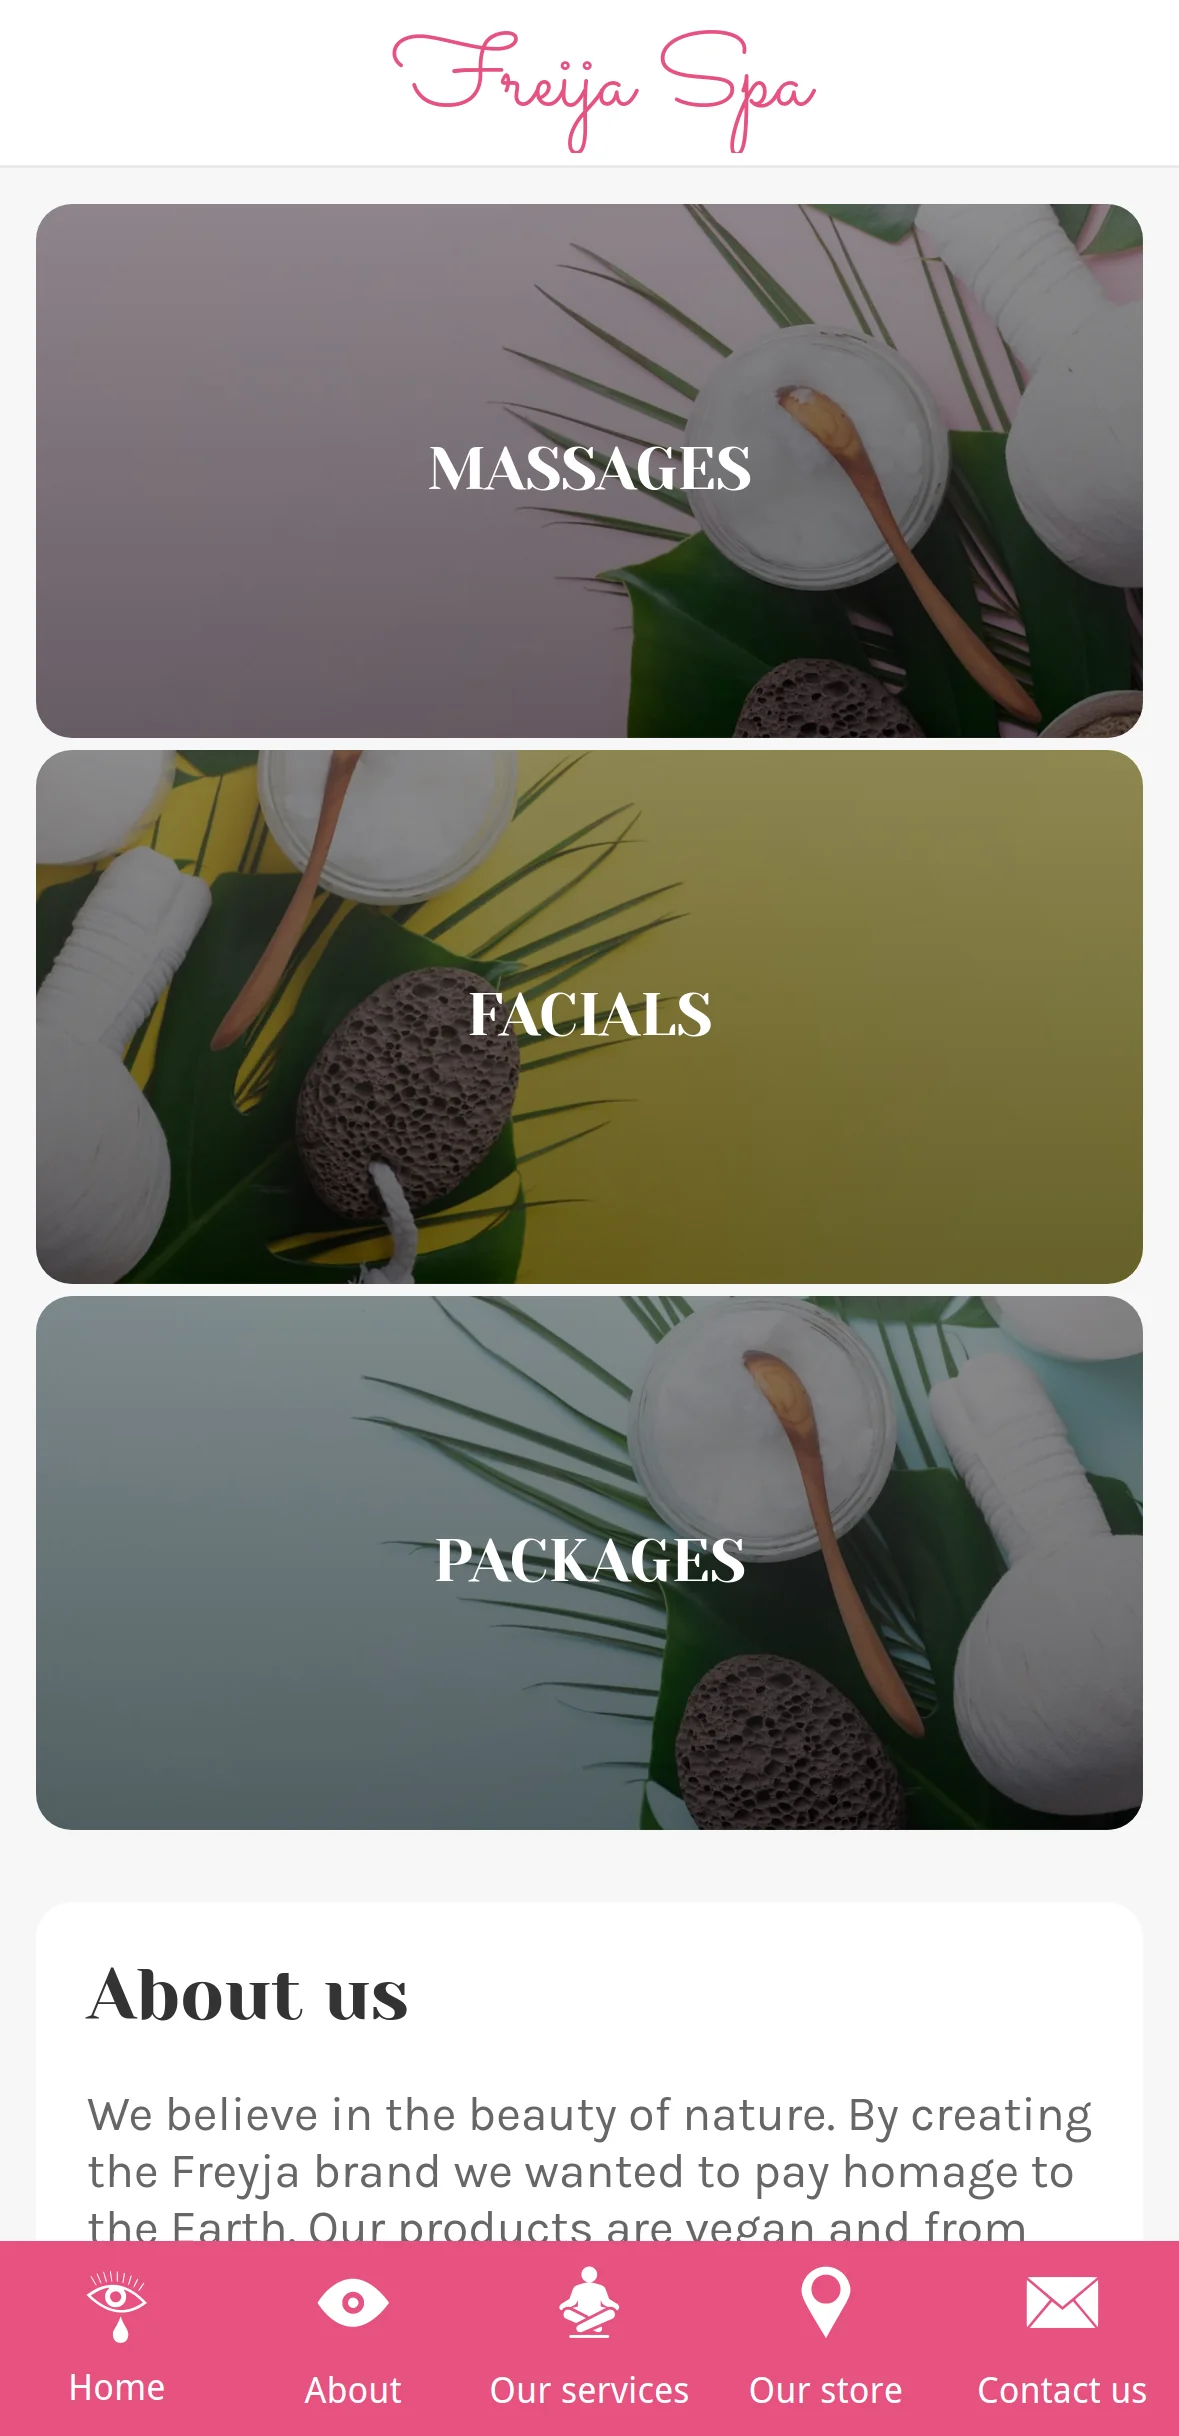 Freija Spa
MASSAGES
FACIALS
PACKAGES
About us
We believe in the beauty of nature. By creating
the Freyja brand we wanted to pay homage to
the Earth. Our products are vegan and from
Home
About
Our services
Our store
Contact us